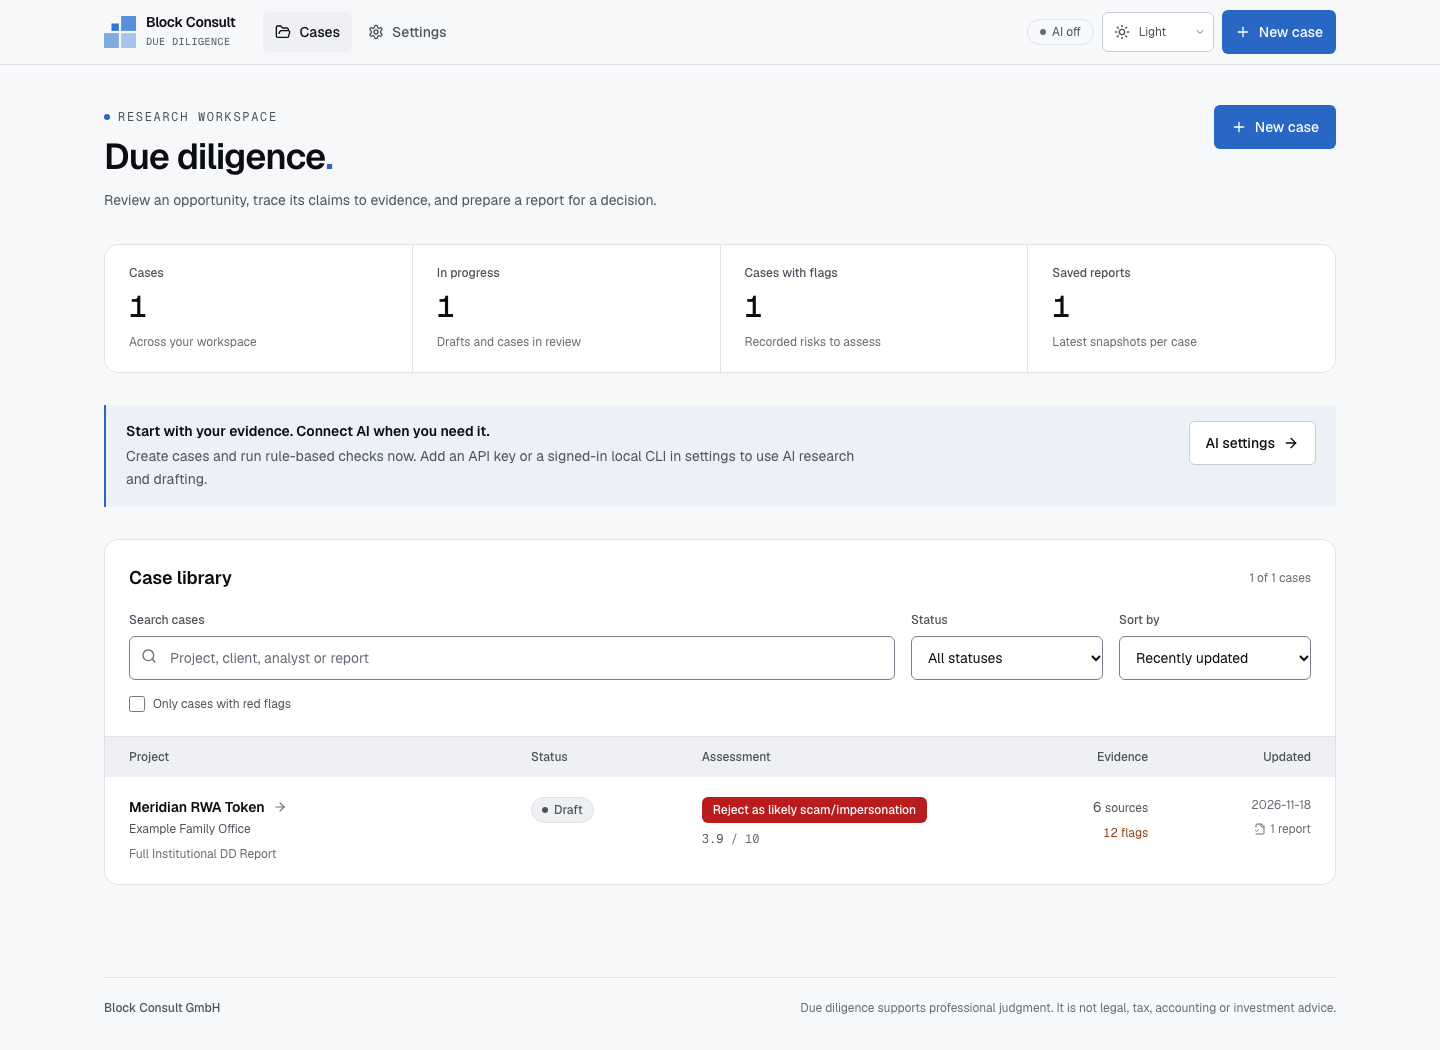 Block Consult
DUE DILIGENCE
Cases
Settings
AI off
Light
New case
RESEARCH WORKSPACE
Due diligence.
New case
Review an opportunity, trace its claims to evidence, and prepare a report for a decision.
Cases
1
Across your workspace
In progress
1
Drafts and cases in review
Cases with flags
1
Recorded risks to assess
Saved reports
1
Latest snapshots per case
Start with your evidence. Connect AI when you need it.
Create cases and run rule-based checks now. Add an API key or a signed-in local CLI in settings to use AI research
and drafting.
AI settings
Case library
1 of 1 cases
Search cases
Project, client, analyst or report
Status
All statuses
Sort by
Recently updated
Only cases with red flags
Project
Status
Assessment
Evidence
Updated
Meridian RWA Token
Example Family Office
Full Institutional DD Report
Draft
Reject as likely scam/impersonation
3.9 / 10
6 sources
12 flags
2026-11-18
1 report
Block Consult GmbH
Due diligence supports professional judgment. It is not legal, tax, accounting or investment advice.